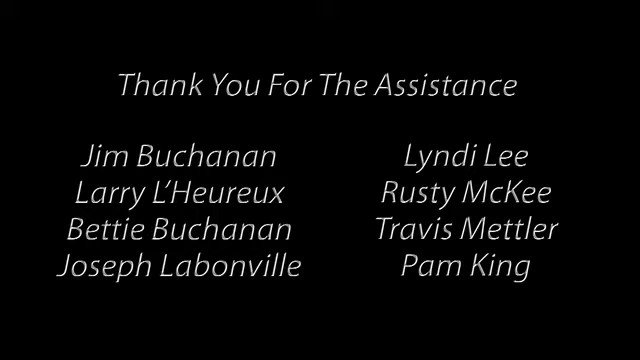 Thank You For The Assistance
Jim Buchanan
Larry L'Heureux
Bettie Buchanan
Joseph Labonville
Lyndi Lee
Rusty McKee
Travis Mettler
Pam King